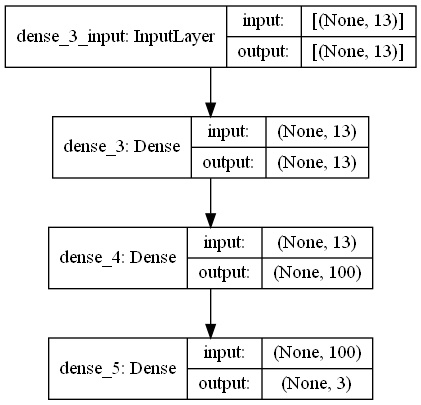 dense_3_input: InputLayer
input: [(None, 13)]
output: [(None, 13)]
dense_3: Dense
input: (None, 13)
output: (None, 13)
dense_4: Dense
input: (None, 13)
output: (None, 100)
dense_5: Dense
input: (None, 100)
output: (None, 3)